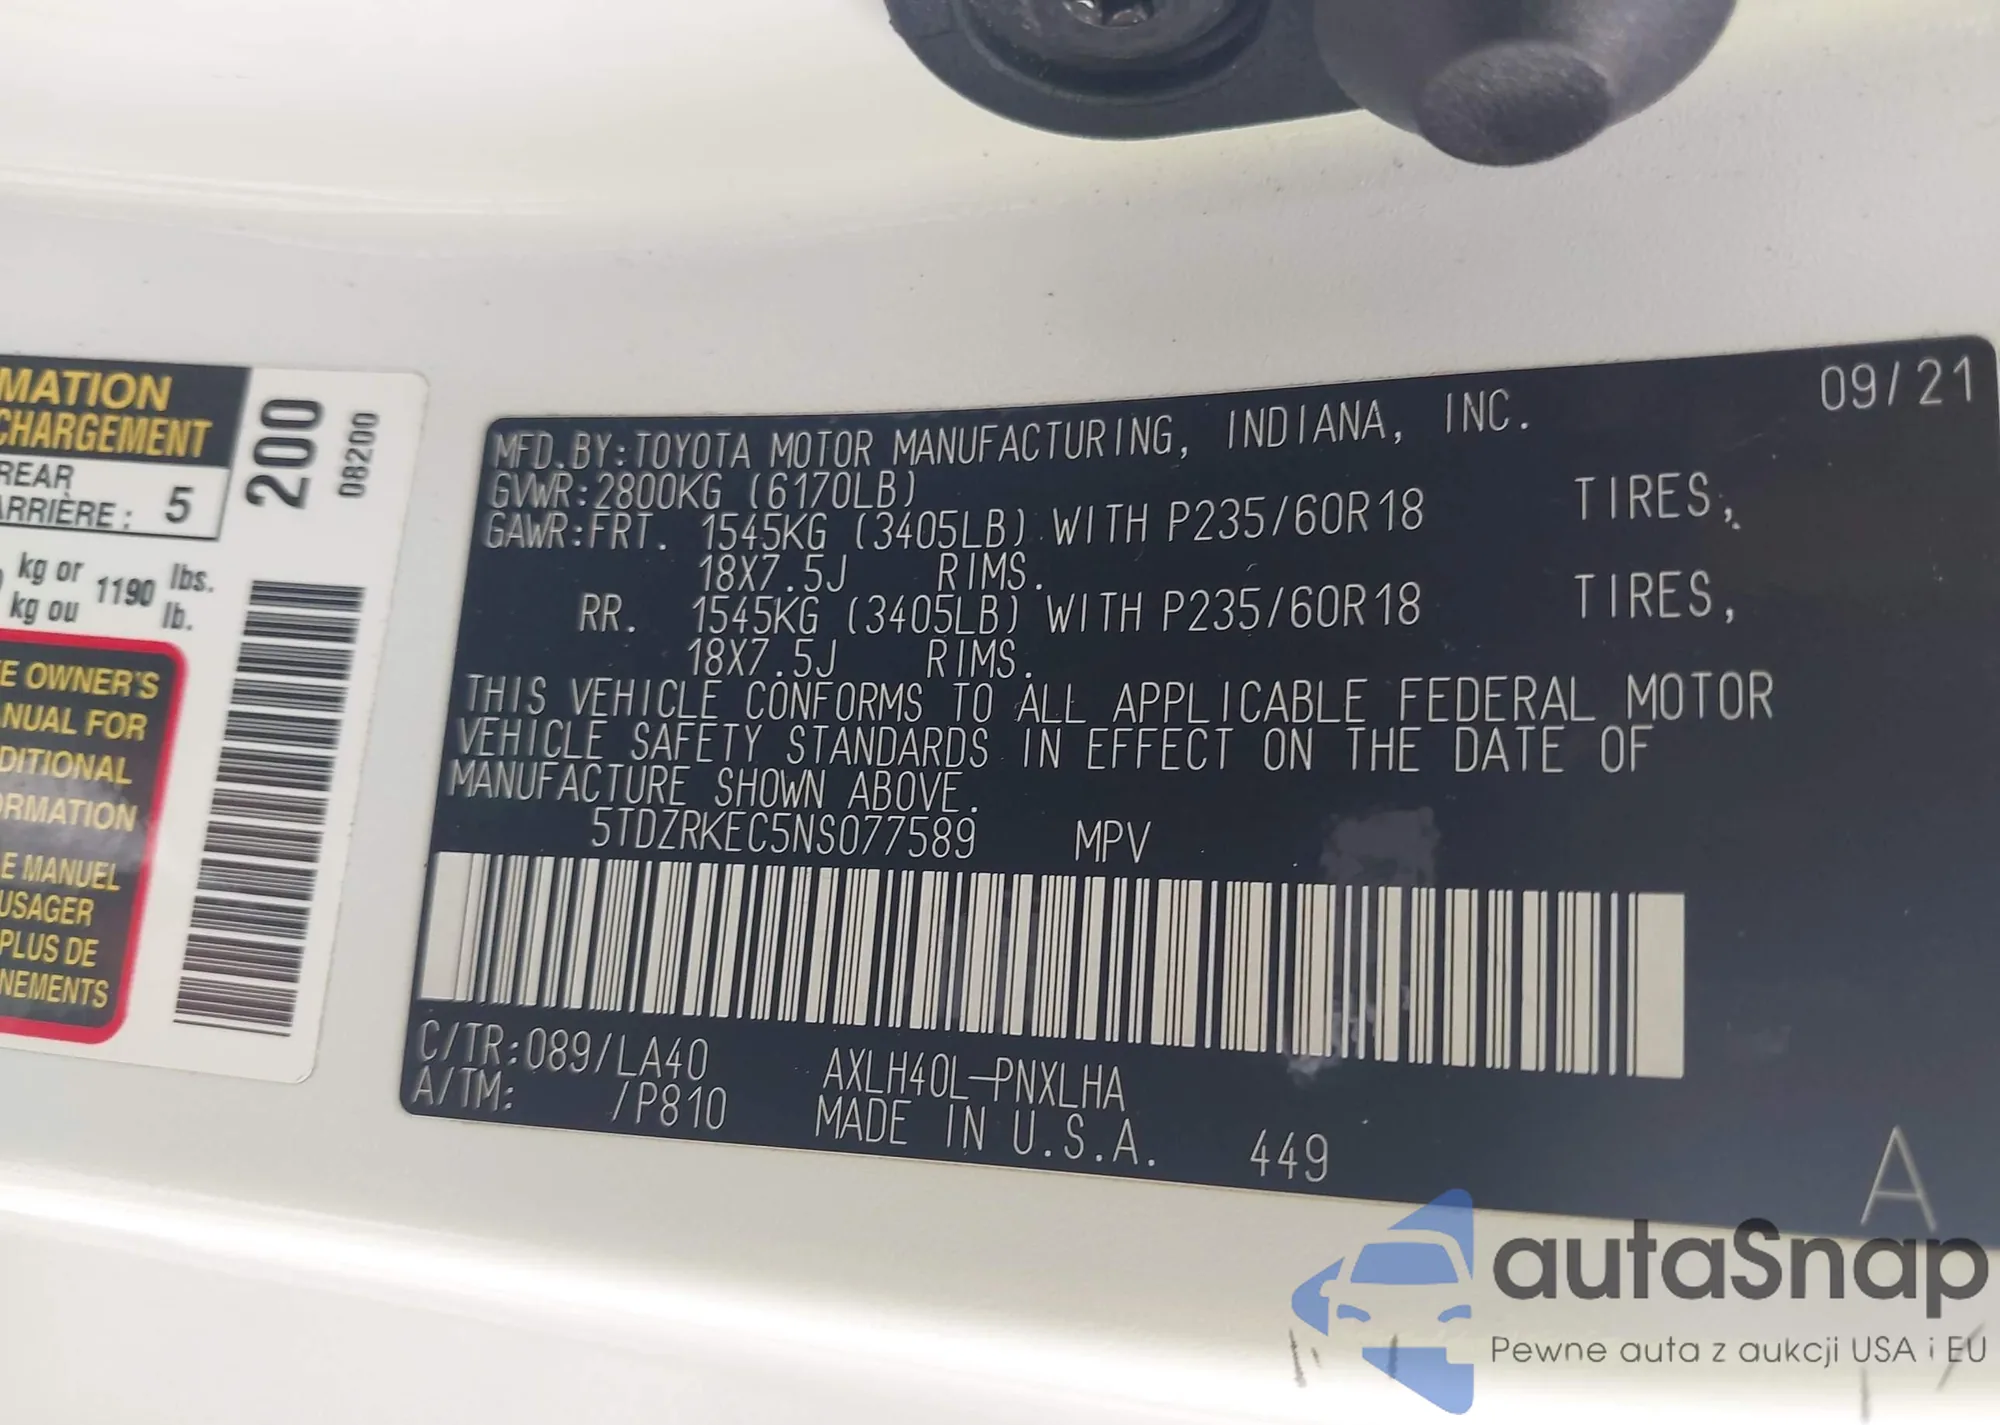 MATION
CHARGEMENT
REAR
ARRIÈRE : 5
kg or 1190 lbs.
kg ou lb.
E OWNER'S
NUAL FOR
DITIONAL
ORMATION
E MANUEL
USAGER
PLUS DE
NEMENTS
200
08200
09/21
MFD.BY:TOYOTA MOTOR MANUFACTURING, INDIANA, INC.
GVWR:2800KG (6170LB)
GAWR:FRT. 1545KG (3405LB) WITH P235/60R18 TIRES,
18X7.5J RIMS.
RR. 1545KG (3405LB) WITH P235/60R18 TIRES,
18X7.5J RIMS.
THIS VEHICLE CONFORMS TO ALL APPLICABLE FEDERAL MOTOR
VEHICLE SAFETY STANDARDS IN EFFECT ON THE DATE OF
MANUFACTURE SHOWN ABOVE.
5TDZRKEC5NS077589 MPV
C/TR:089/LA40 AXLH40L-PNXLHA
A/TM: /P810 MADE IN U.S.A. 449
A
autaSnap
Pewne auta z aukcji USA i EU